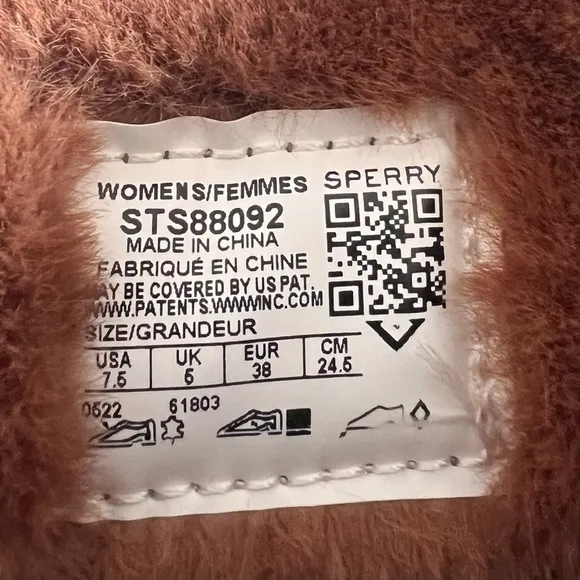 WOMENS/FEMMES SPERRY
STS88092
MADE IN CHINA
FABRIQUÉ EN CHINE
AY BE COVERED BY US PAT.
WWW.PATENTS.WWWINC.COM
SIZE/GRANDEUR
USA UK EUR CM
7.5 5 38 24.5
0622 61803